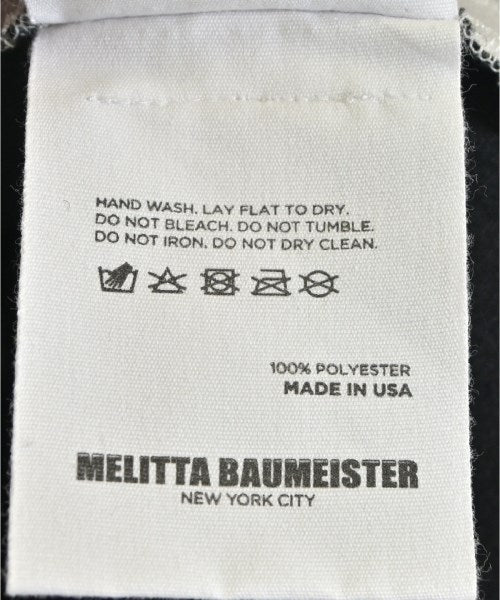 HAND WASH. LAY FLAT TO DRY.
DO NOT BLEACH. DO NOT TUMBLE.
DO NOT IRON. DO NOT DRY CLEAN.
100% POLYESTER
MADE IN USA
MELITTA BAUMEISTER
NEW YORK CITY